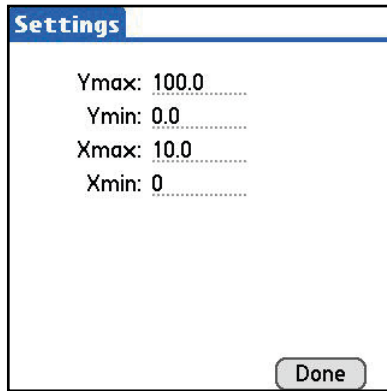 Settings
Ymax: 100.0
Ymin: 0.0
Xmax: 10.0
Xmin: 0
Done